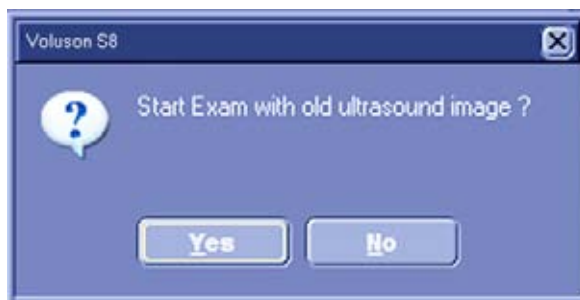 Voluson S8
Start Exam with old ultrasound image ?
Yes
No